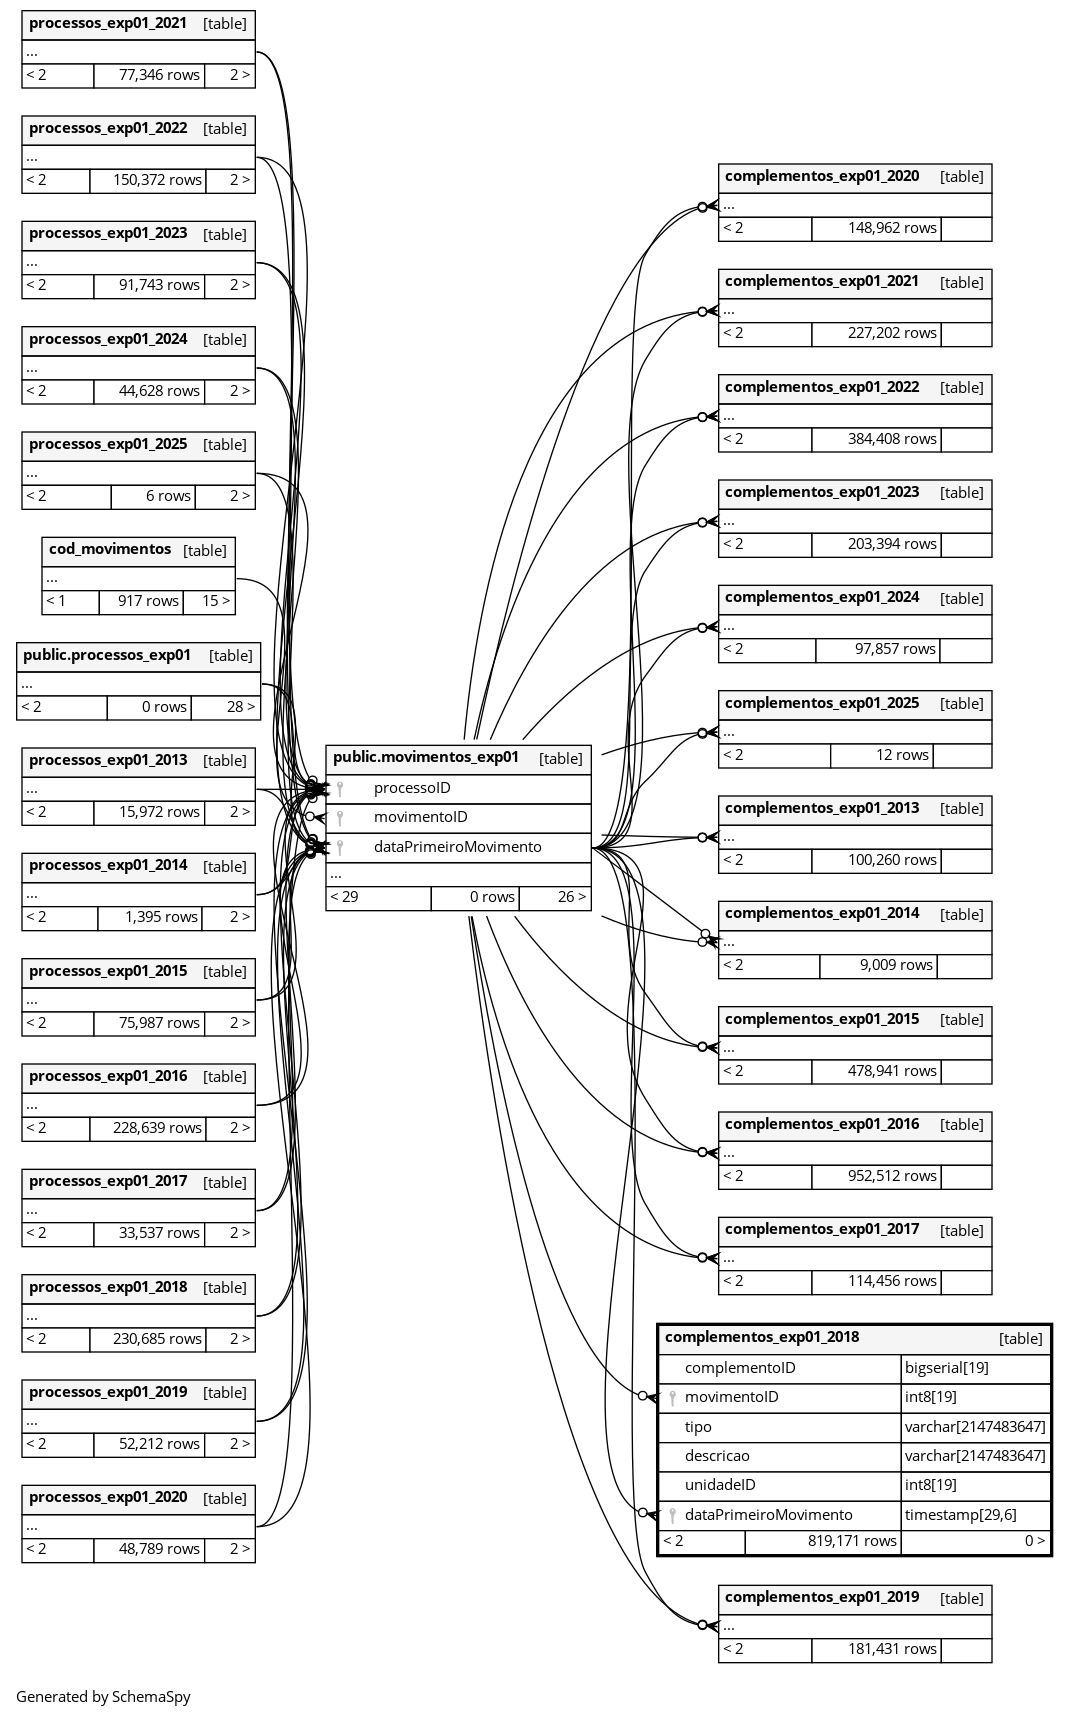 processos_exp01_2021 [table]
...
< 2 77,346 rows 2 >
processos_exp01_2022 [table]
...
< 2 150,372 rows 2 >
processos_exp01_2023 [table]
...
< 2 91,743 rows 2 >
processos_exp01_2024 [table]
...
< 2 44,628 rows 2 >
processos_exp01_2025 [table]
...
< 2 6 rows 2 >
cod_movimentos [table]
...
< 1 917 rows 15 >
public.processos_exp01 [table]
...
< 2 0 rows 28 >
processos_exp01_2013 [table]
...
< 2 15,972 rows 2 >
processos_exp01_2014 [table]
...
< 2 1,395 rows 2 >
processos_exp01_2015 [table]
...
< 2 75,987 rows 2 >
processos_exp01_2016 [table]
...
< 2 228,639 rows 2 >
processos_exp01_2017 [table]
...
< 2 33,537 rows 2 >
processos_exp01_2018 [table]
...
< 2 230,685 rows 2 >
processos_exp01_2019 [table]
...
< 2 52,212 rows 2 >
processos_exp01_2020 [table]
...
< 2 48,789 rows 2 >
public.movimentos_exp01 [table]
processoID
movimentoID
dataPrimeiroMovimento
...
< 29 0 rows 26 >
complementos_exp01_2020 [table]
...
< 2 148,962 rows
complementos_exp01_2021 [table]
...
< 2 227,202 rows
complementos_exp01_2022 [table]
...
< 2 384,408 rows
complementos_exp01_2023 [table]
...
< 2 203,394 rows
complementos_exp01_2024 [table]
...
< 2 97,857 rows
complementos_exp01_2025 [table]
...
< 2 12 rows
complementos_exp01_2013 [table]
...
< 2 100,260 rows
complementos_exp01_2014 [table]
...
< 2 9,009 rows
complementos_exp01_2015 [table]
...
< 2 478,941 rows
complementos_exp01_2016 [table]
...
< 2 952,512 rows
complementos_exp01_2017 [table]
...
< 2 114,456 rows
complementos_exp01_2018 [table]
complementoID bigserial[19]
movimentoID int8[19]
tipo varchar[2147483647]
descricao varchar[2147483647]
unidadeID int8[19]
dataPrimeiroMovimento timestamp[29,6]
< 2 819,171 rows 0 >
complementos_exp01_2019 [table]
...
< 2 181,431 rows
Generated by SchemaSpy